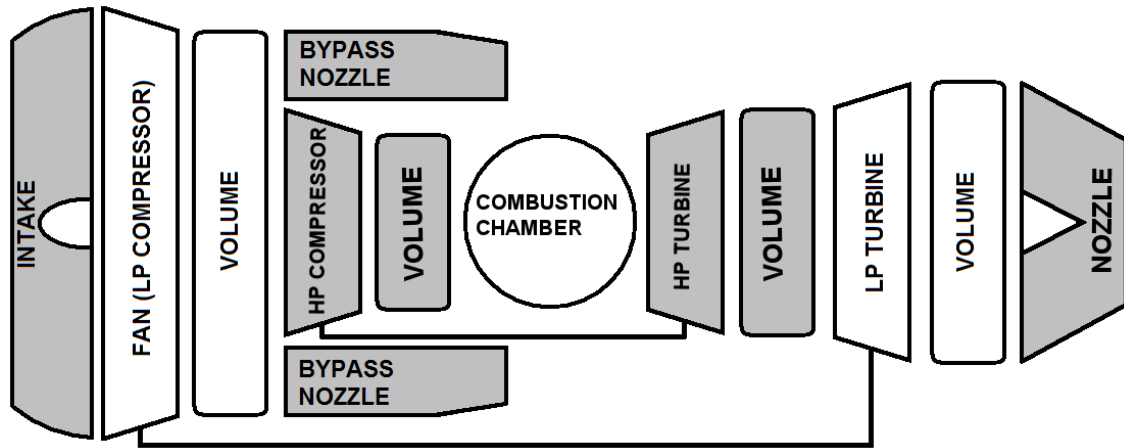 INTAKE
FAN (LP COMPRESSOR)
VOLUME
BYPASS
NOZZLE
HP COMPRESSOR
VOLUME
COMBUSTION
CHAMBER
HP TURBINE
VOLUME
LP TURBINE
VOLUME
NOZZLE
BYPASS
NOZZLE